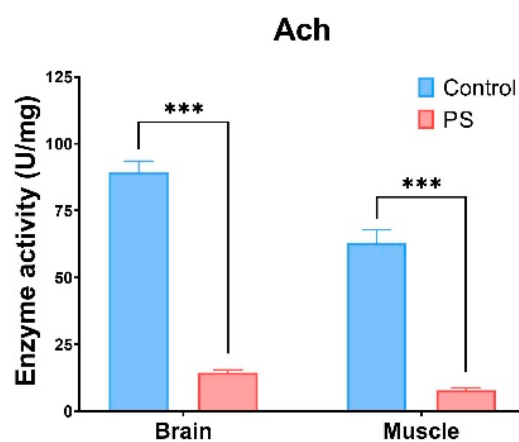 Ach
Enzyme activity (U/mg)
125
100
75
50
25
0
Control
PS
***
***
Brain
Muscle